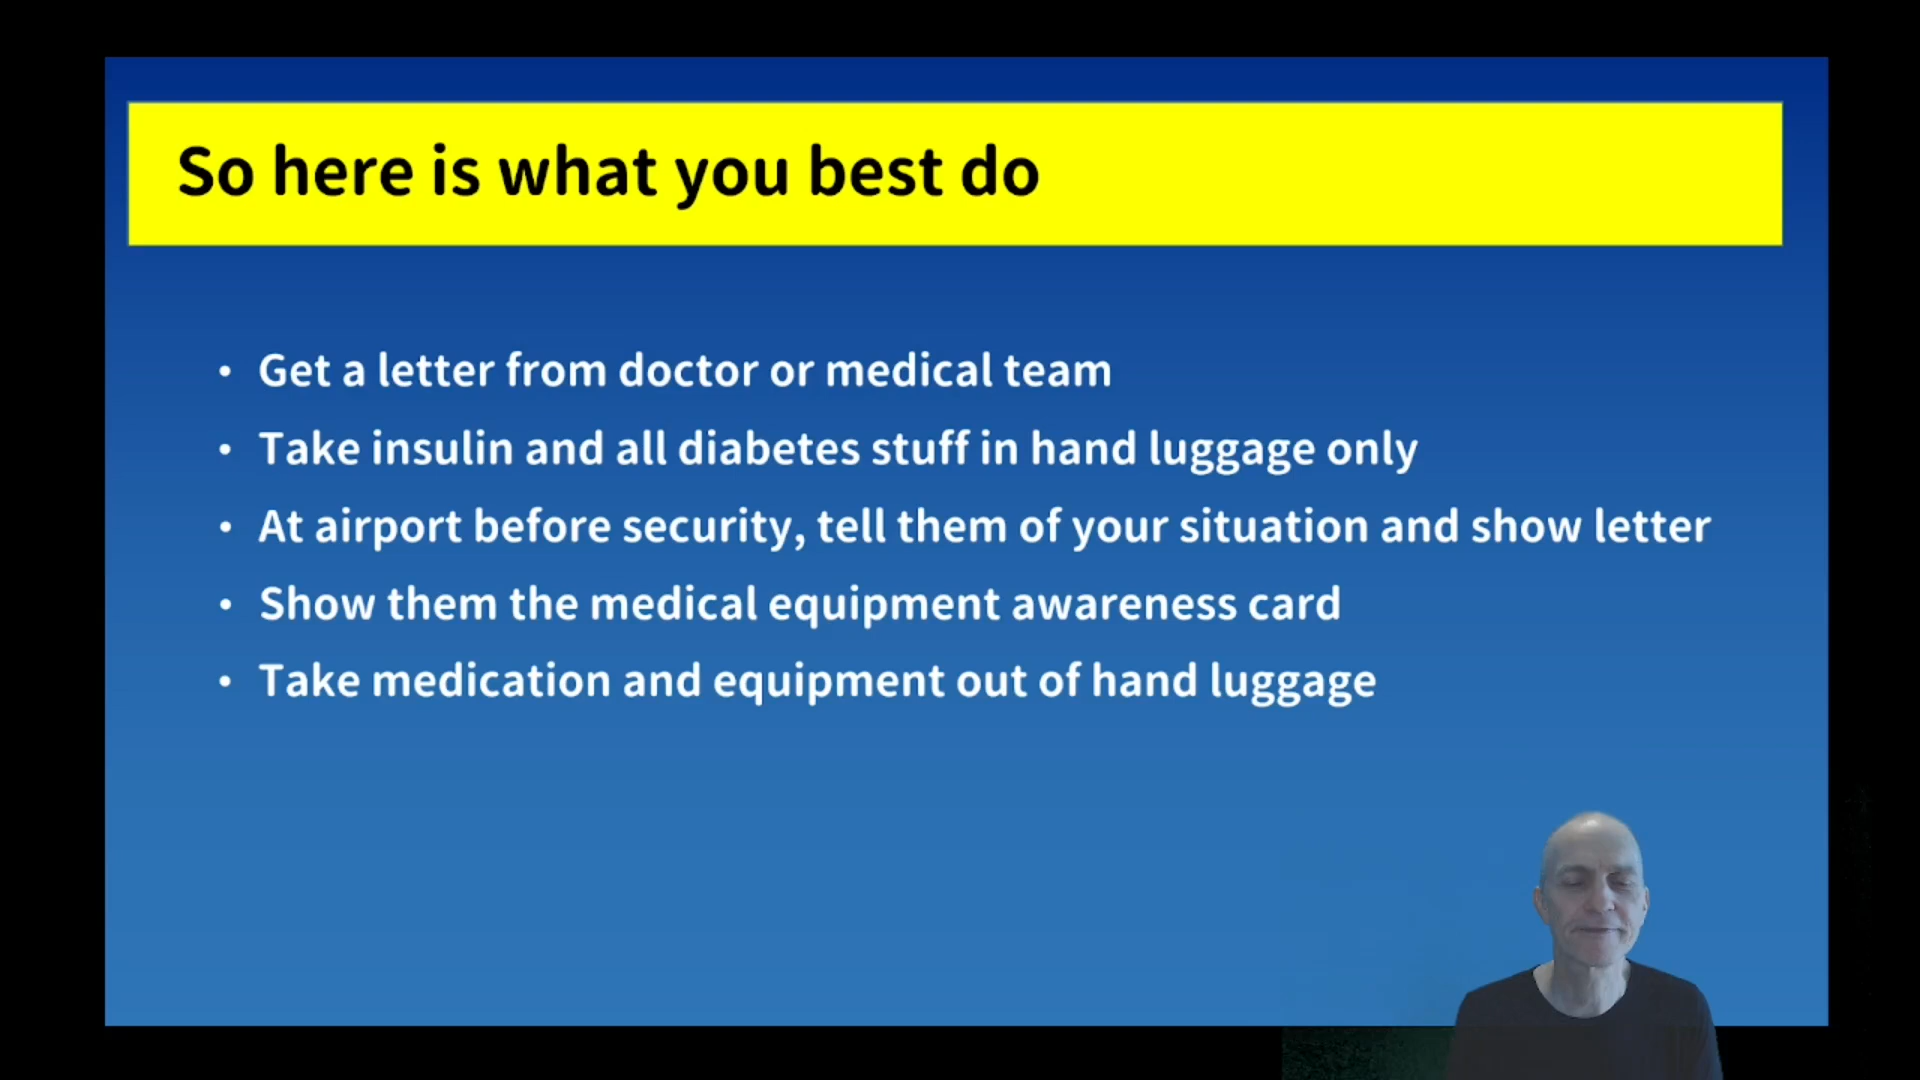 So here is what you best do
• Get a letter from doctor or medical team
• Take insulin and all diabetes stuff in hand luggage only
• At airport before security, tell them of your situation and show letter
• Show them the medical equipment awareness card
• Take medication and equipment out of hand luggage